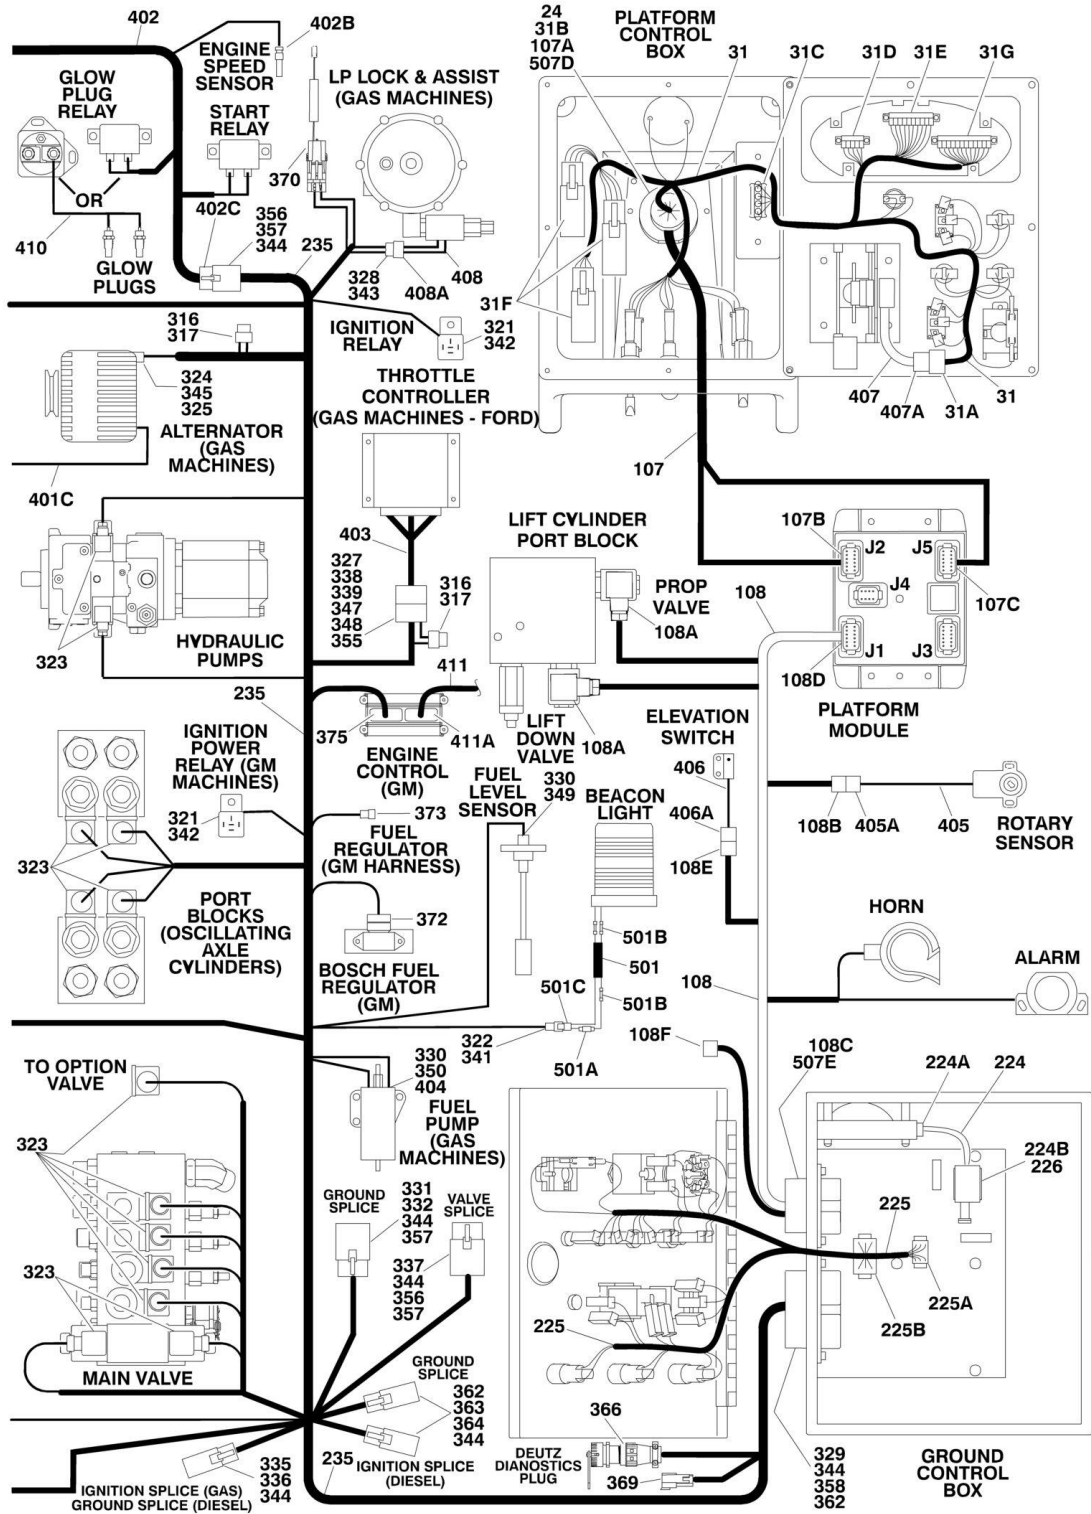 402
402B
ENGINE
SPEED
SENSOR
GLOW
PLUG
RELAY
START
RELAY
370
OR
402C
410
GLOW
PLUGS
356
357
344
235
LP LOCK & ASSIST
(GAS MACHINES)
328
343
408A
408
24
31B
107A
507D
PLATFORM
CONTROL
BOX
31
31C
31D
31E
31G
31F
407
407A
31A
31
107
IGNITION
RELAY
321
342
316
317
324
345
325
ALTERNATOR
(GAS
MACHINES)
401C
THROTTLE
CONTROLLER
(GAS MACHINES - FORD)
403
327
338
339
347
348
355
316
317
LIFT CYLINDER
PORT BLOCK
PROP
VALVE
108A
107B
J2
J5
J4
J1
J3
107C
108
108D
PLATFORM
MODULE
323
HYDRAULIC
PUMPS
235
411
375
411A
ENGINE
CONTROL
(GM)
LIFT
DOWN
VALVE
108A
ELEVATION
SWITCH
406
406A
108E
IGNITION
POWER
RELAY (GM
MACHINES)
321
342
373
FUEL
REGULATOR
(GM HARNESS)
FUEL
LEVEL
SENSOR
330
349
BEACON
LIGHT
108B
405A
405
ROTARY
SENSOR
323
PORT
BLOCKS
(OSCILLATING
AXLE
CYLINDERS)
372
BOSCH FUEL
REGULATOR
(GM)
501B
501
501C
501B
322
341
501A
108
HORN
ALARM
108F
108C
507E
224A
224
224B
226
TO OPTION
VALVE
323
330
350
404
FUEL
PUMP
(GAS
MACHINES)
GROUND
SPLICE
331
332
344
357
VALVE
SPLICE
337
344
356
357
323
MAIN VALVE
225
225A
225B
225
GROUND
SPLICE
362
363
364
344
IGNITION SPLICE
(DIESEL)
335
336
344
IGNITION SPLICE (GAS)
GROUND SPLICE (DIESEL)
235
366
DEUTZ
DIANOSTICS
PLUG
369
329
344
358
362
GROUND
CONTROL
BOX